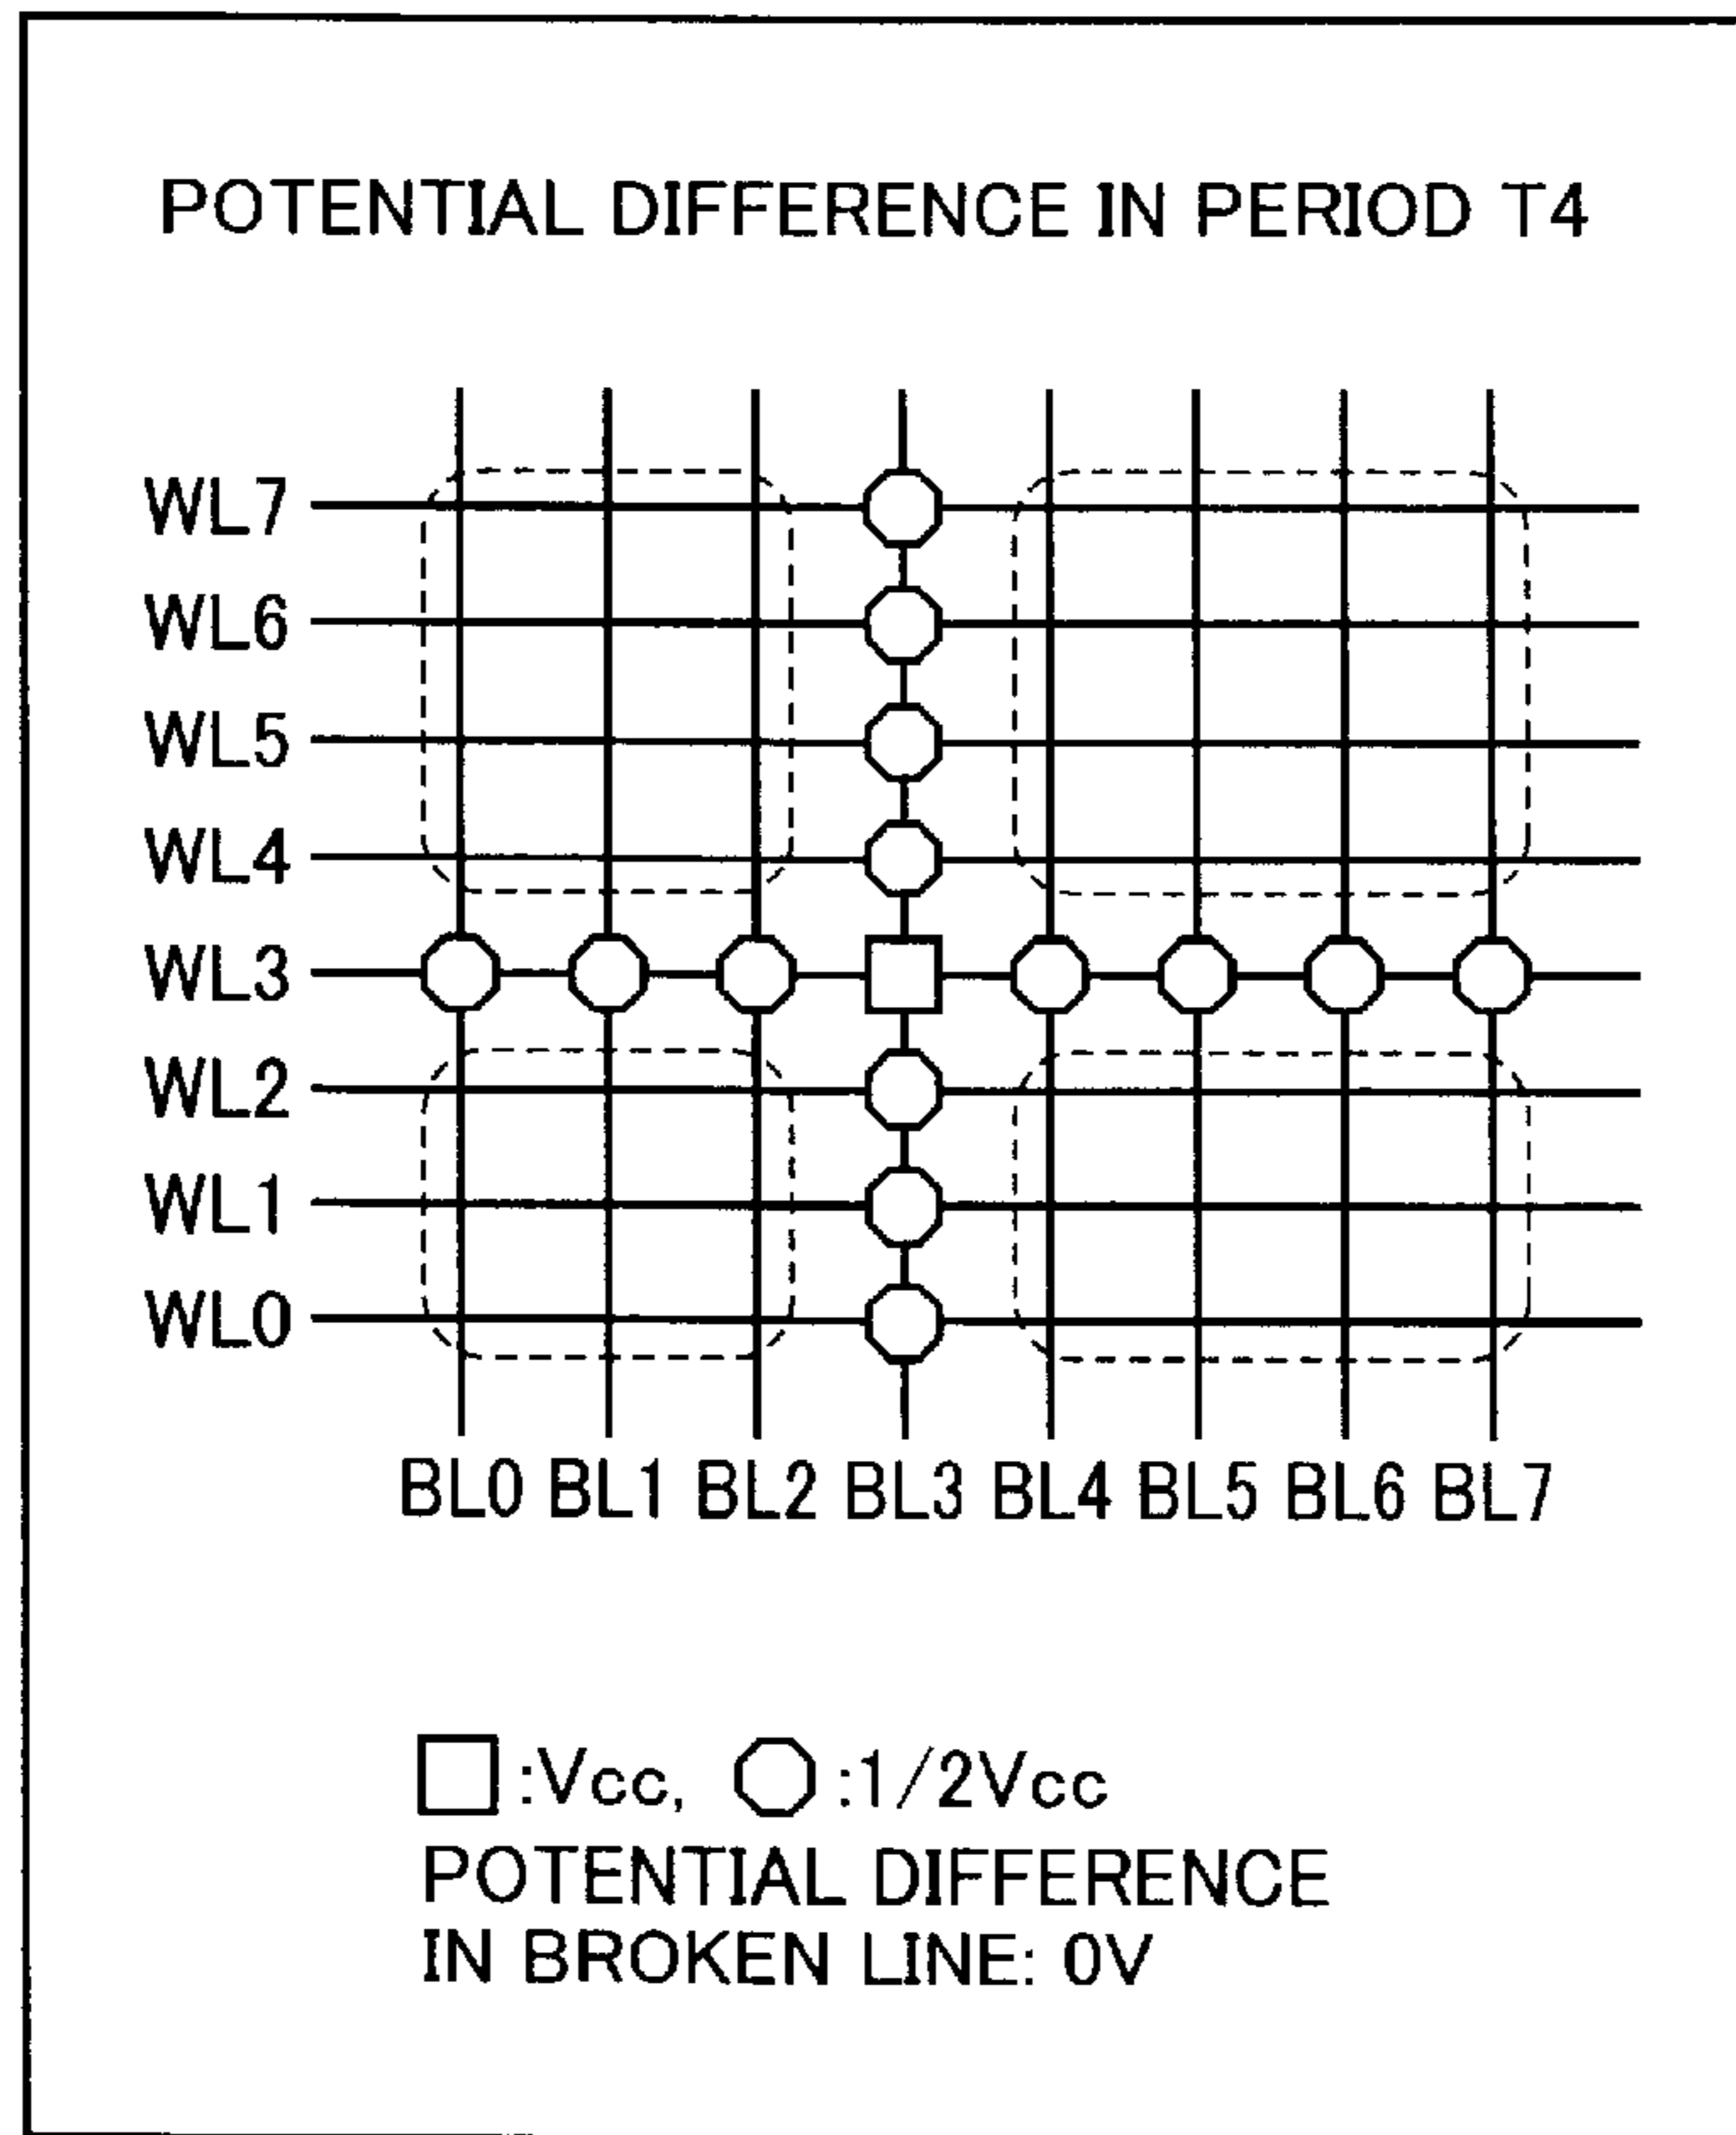 POTENTIAL DIFFERENCE IN PERIOD T4
WL7
WL6
WL5
WL4
WL3
WL2
WL1
WL0
BL0 BL1 BL2 BL3 BL4 BL5 BL6 BL7
:Vcc, :1/2Vcc
POTENTIAL DIFFERENCE
IN BROKEN LINE: 0V